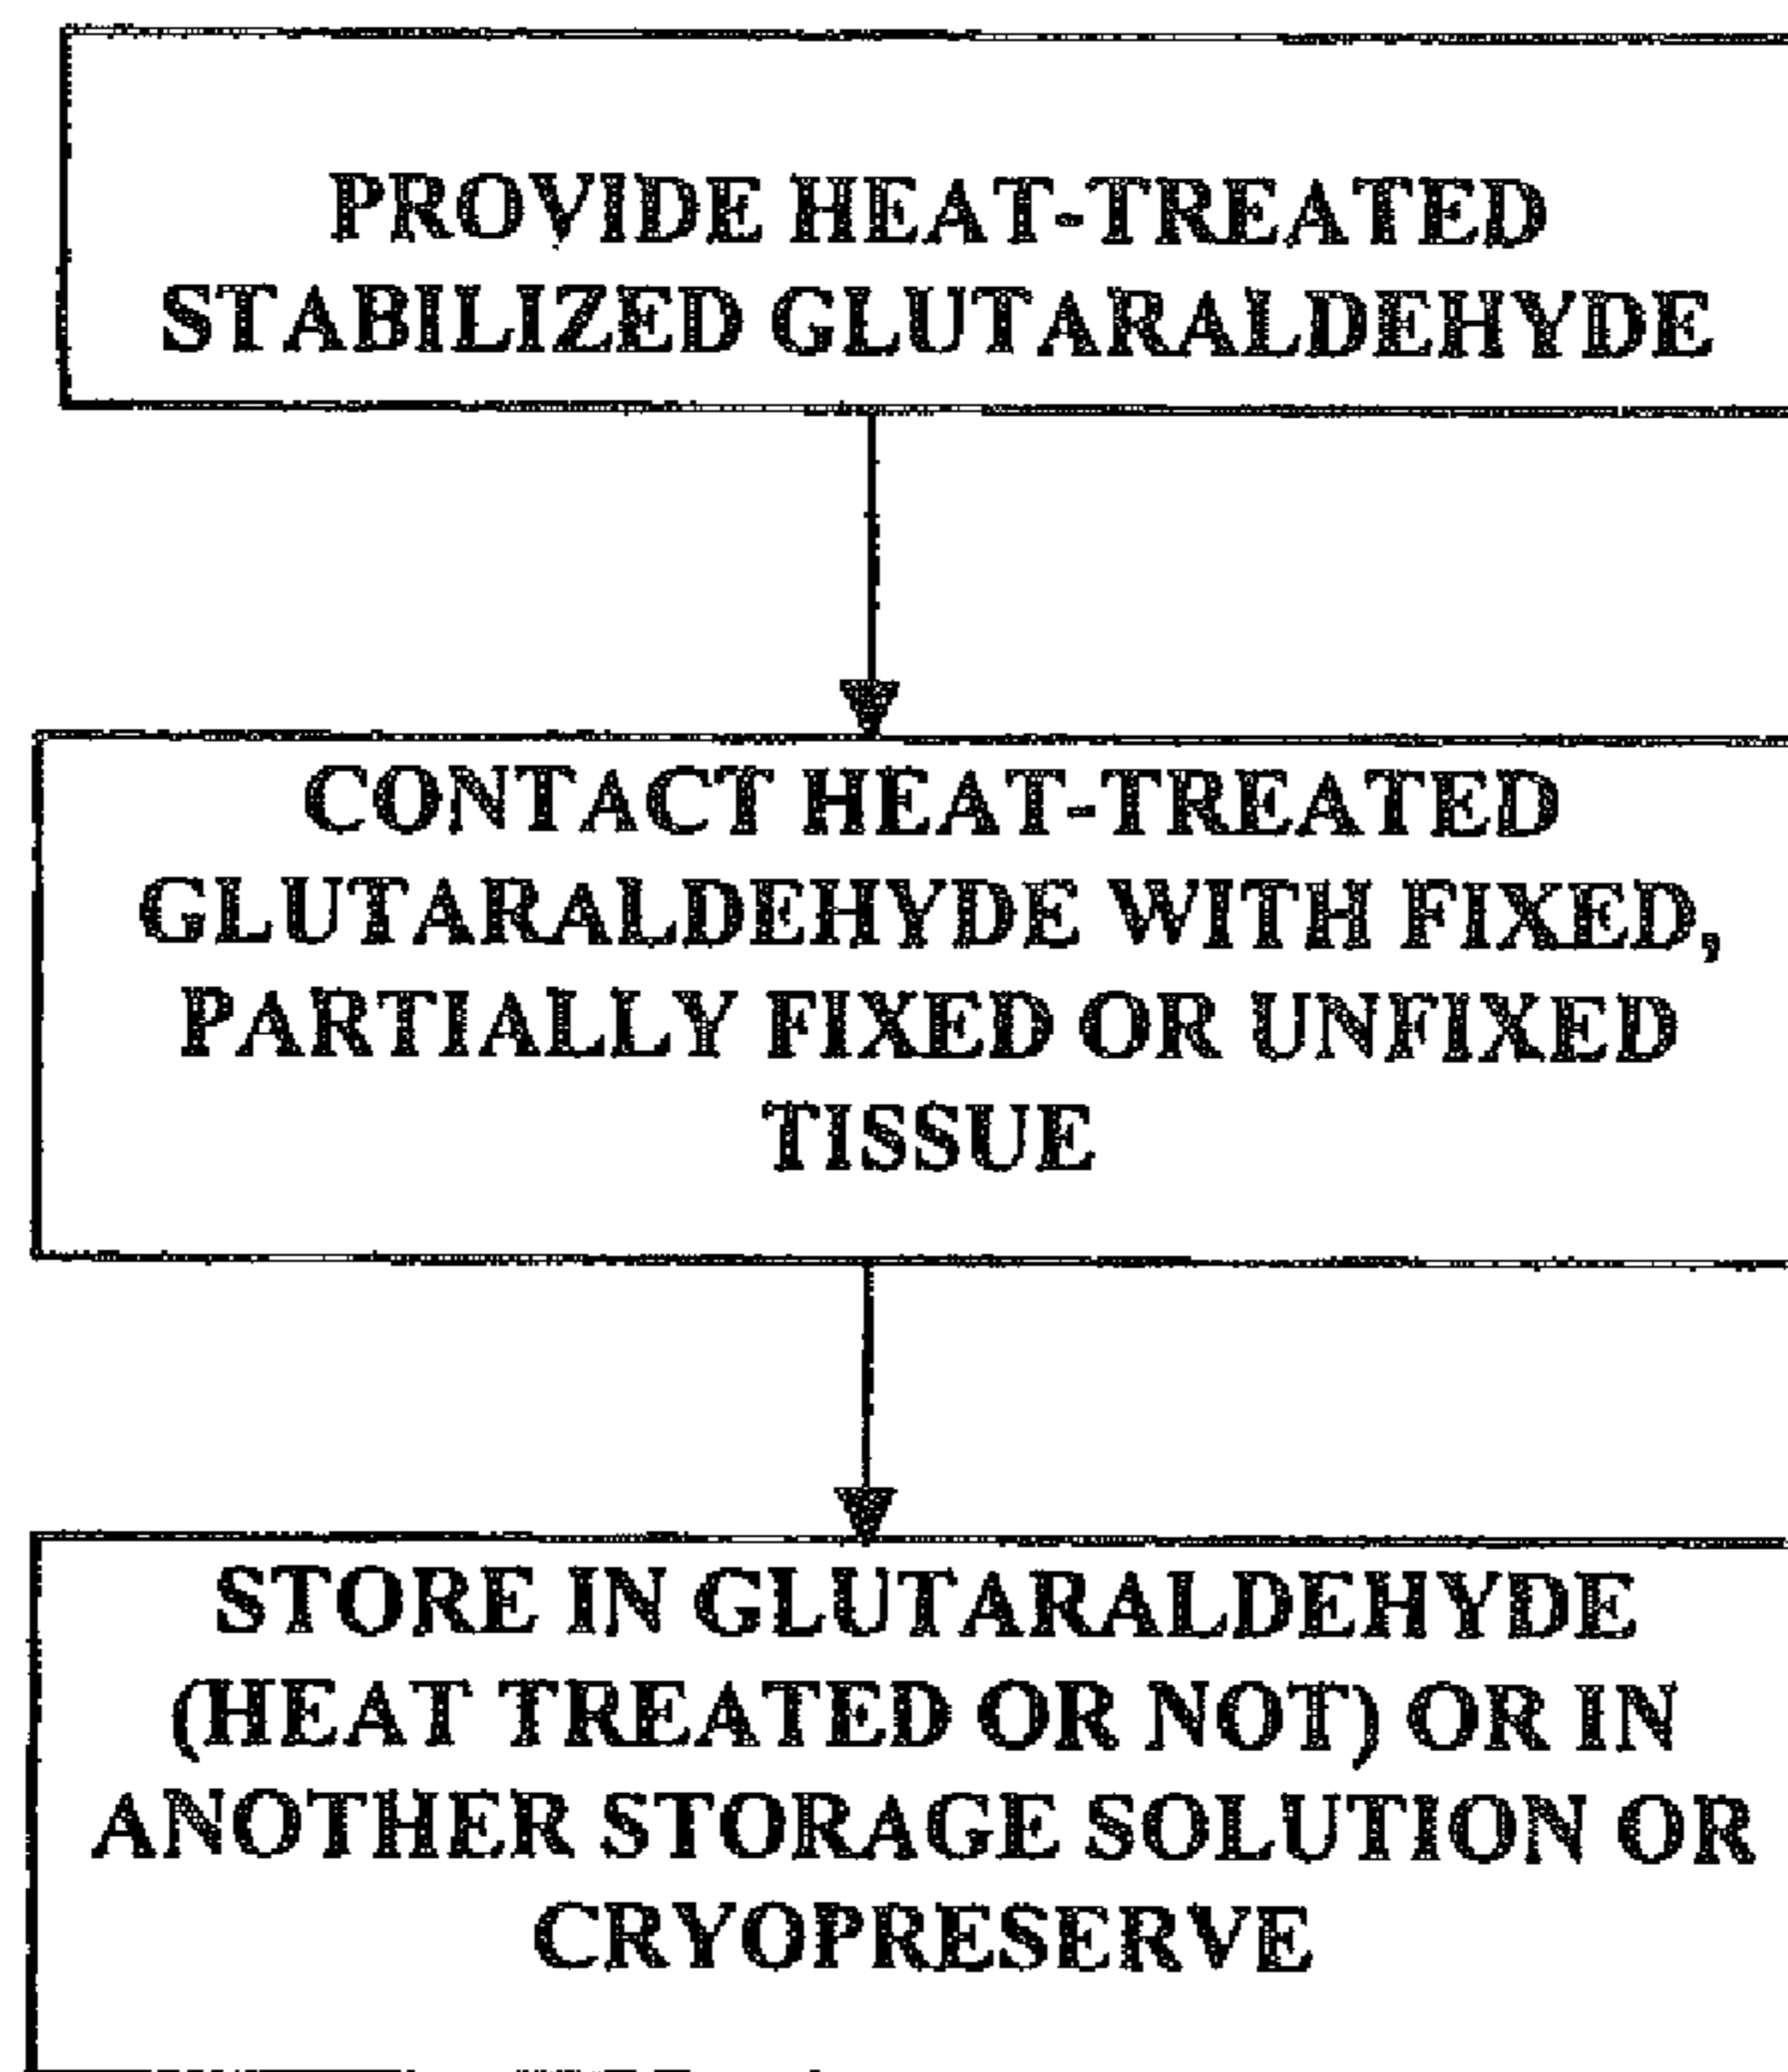 PROVIDE HEAT-TREATED
STABILIZED GLUTARALDEHYDE
CONTACT HEAT-TREATED
GLUTARALDEHYDE WITH FIXED,
PARTIALLY FIXED OR UNFIXED
TISSUE
STORE IN GLUTARALDEHYDE
(HEAT TREATED OR NOT) OR IN
ANOTHER STORAGE SOLUTION OR
CRYOPRESERVE